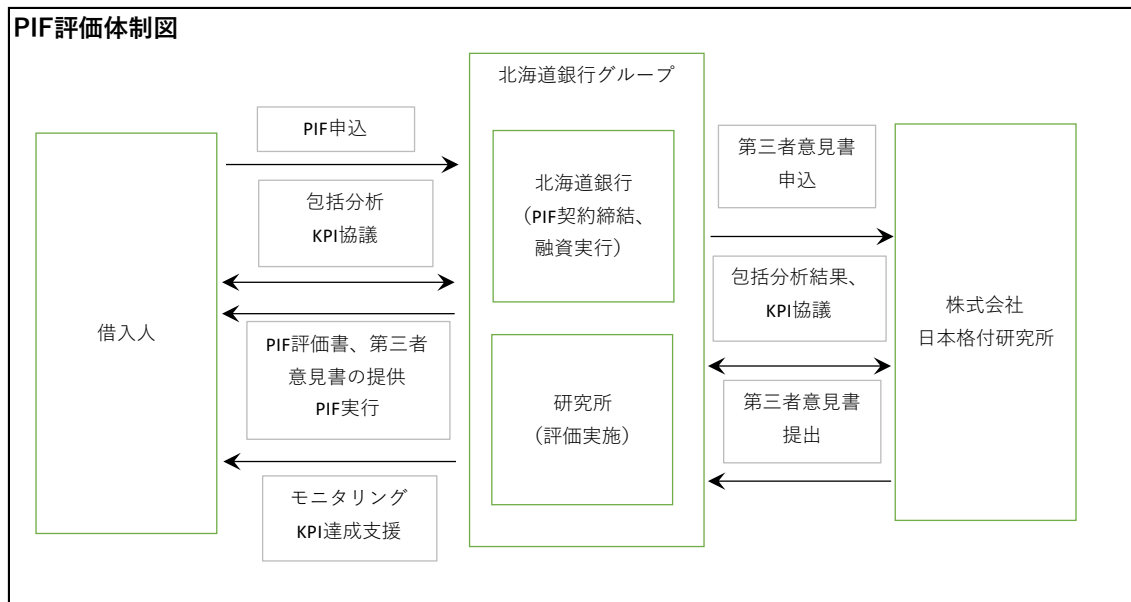 PIF評価体制図
北海道銀行グループ
PIF申込
包括分析
KPI協議
借入人
PIF評価書、第三者
意見書の提供
PIF実行
モニタリング
KPI達成支援
北海道銀行
（PIF契約締結、
融資実行）
研究所
（評価実施）
第三者意見書
申込
包括分析結果、
KPI協議
第三者意見書
提出
株式会社
日本格付研究所